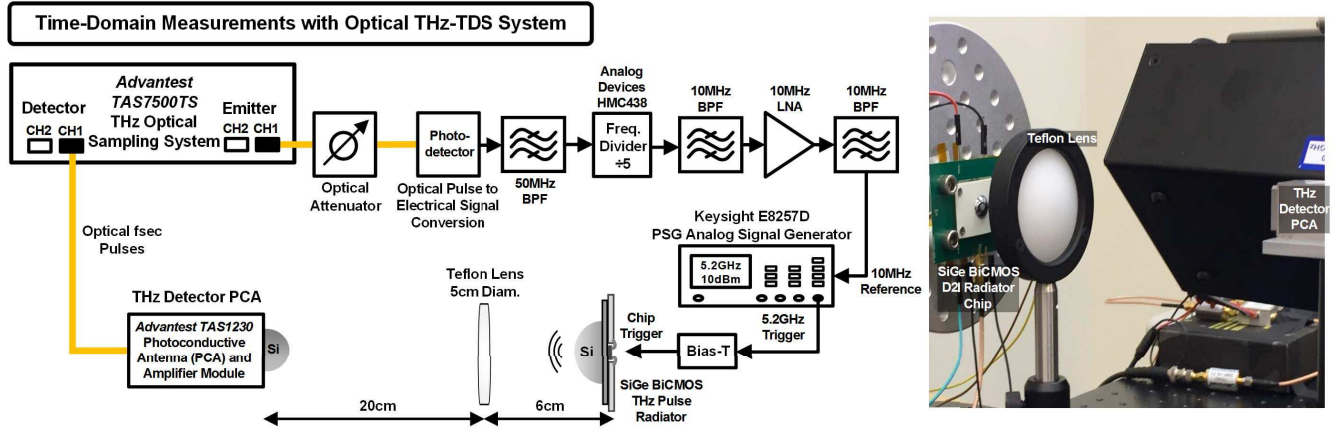 Time-Domain Measurements with Optical THz-TDS System
Advantest
TAS7500TS
THz Optical
Sampling System
Detector
CH2 CH1
Emitter
CH2 CH1
Optical
Attenuator
Photo-
detector
Optical Pulse to
Electrical Signal
Conversion
50MHz
BPF
Analog
Devices
HMC438
Freq.
Divider
÷5
10MHz
BPF
10MHz
LNA
10MHz
BPF
Optical fsec
Pulses
Keysight E8257D
PSG Analog Signal Generator
5.2GHz
10dBm
10MHz
Reference
5.2GHz
Trigger
Bias-T
Chip
Trigger
Teflon Lens
5cm Diam.
THz Detector PCA
Advantest TAS1230
Photoconductive
Antenna (PCA) and
Amplifier Module
Si
Si
SiGe BiCMOS
THz Pulse
Radiator
20cm
6cm
Teflon Lens
THz
Detector
PCA
SiGe BiCMOS
D2I Radiator
Chip